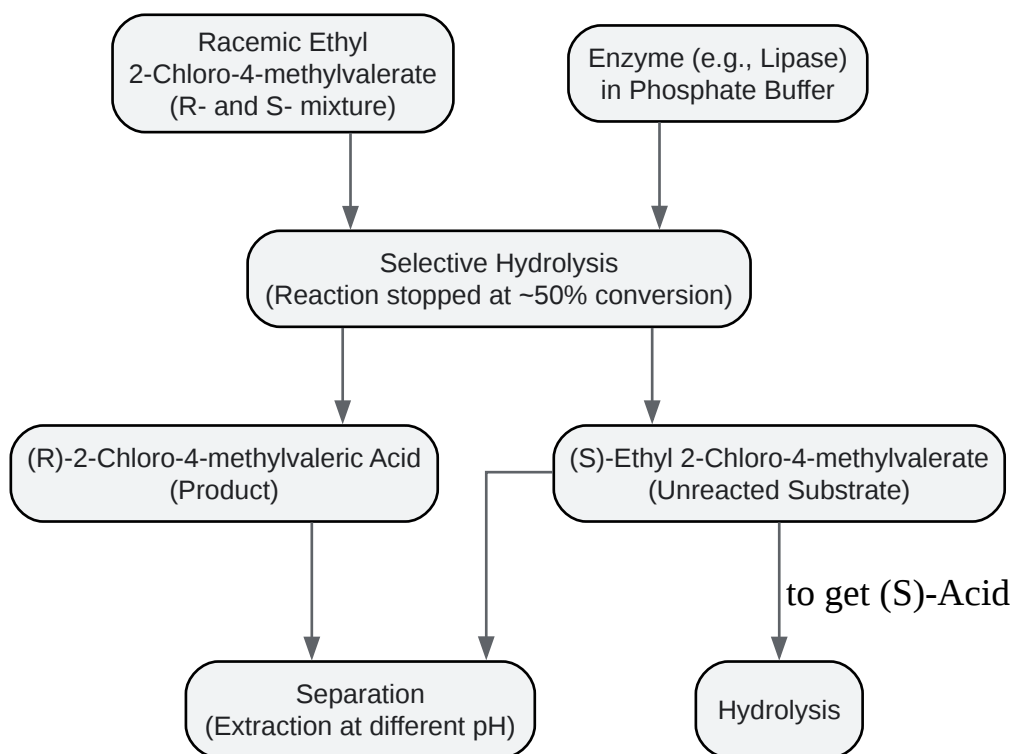 Racemic Ethyl
2-Chloro-4-methylvalerate
(R- and S- mixture)
Enzyme (e.g., Lipase)
in Phosphate Buffer
Selective Hydrolysis
(Reaction stopped at ~50% conversion)
(R)-2-Chloro-4-methylvaleric Acid
(Product)
(S)-Ethyl 2-Chloro-4-methylvalerate
(Unreacted Substrate)
to get (S)-Acid
Separation
(Extraction at different pH)
Hydrolysis